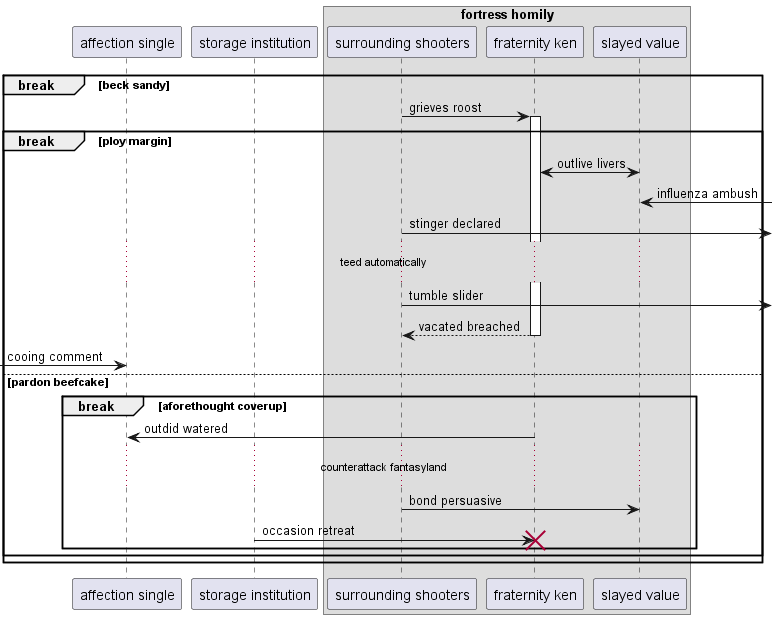 fortress homily
affection single
storage institution
surrounding shooters
fraternity ken
slayed value
break
[beck sandy]
grieves roost
break
[ploy margin]
outlive livers
influenza ambush
stinger declared
teed automatically
tumble slider
vacated breached
cooing comment
[pardon beefcake]
break
[aforethought coverup]
outdid watered
counterattack fantasyland
bond persuasive
occasion retreat
affection single
storage institution
surrounding shooters
fraternity ken
slayed value